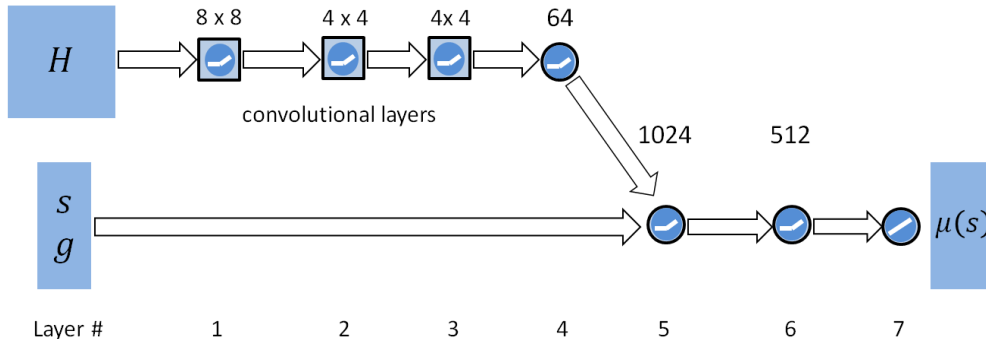 8 x 8 4 x 4 4x 4 64
H
convolutional layers
1024 512
s
g
μ(s)
Layer # 1 2 3 4 5 6 7